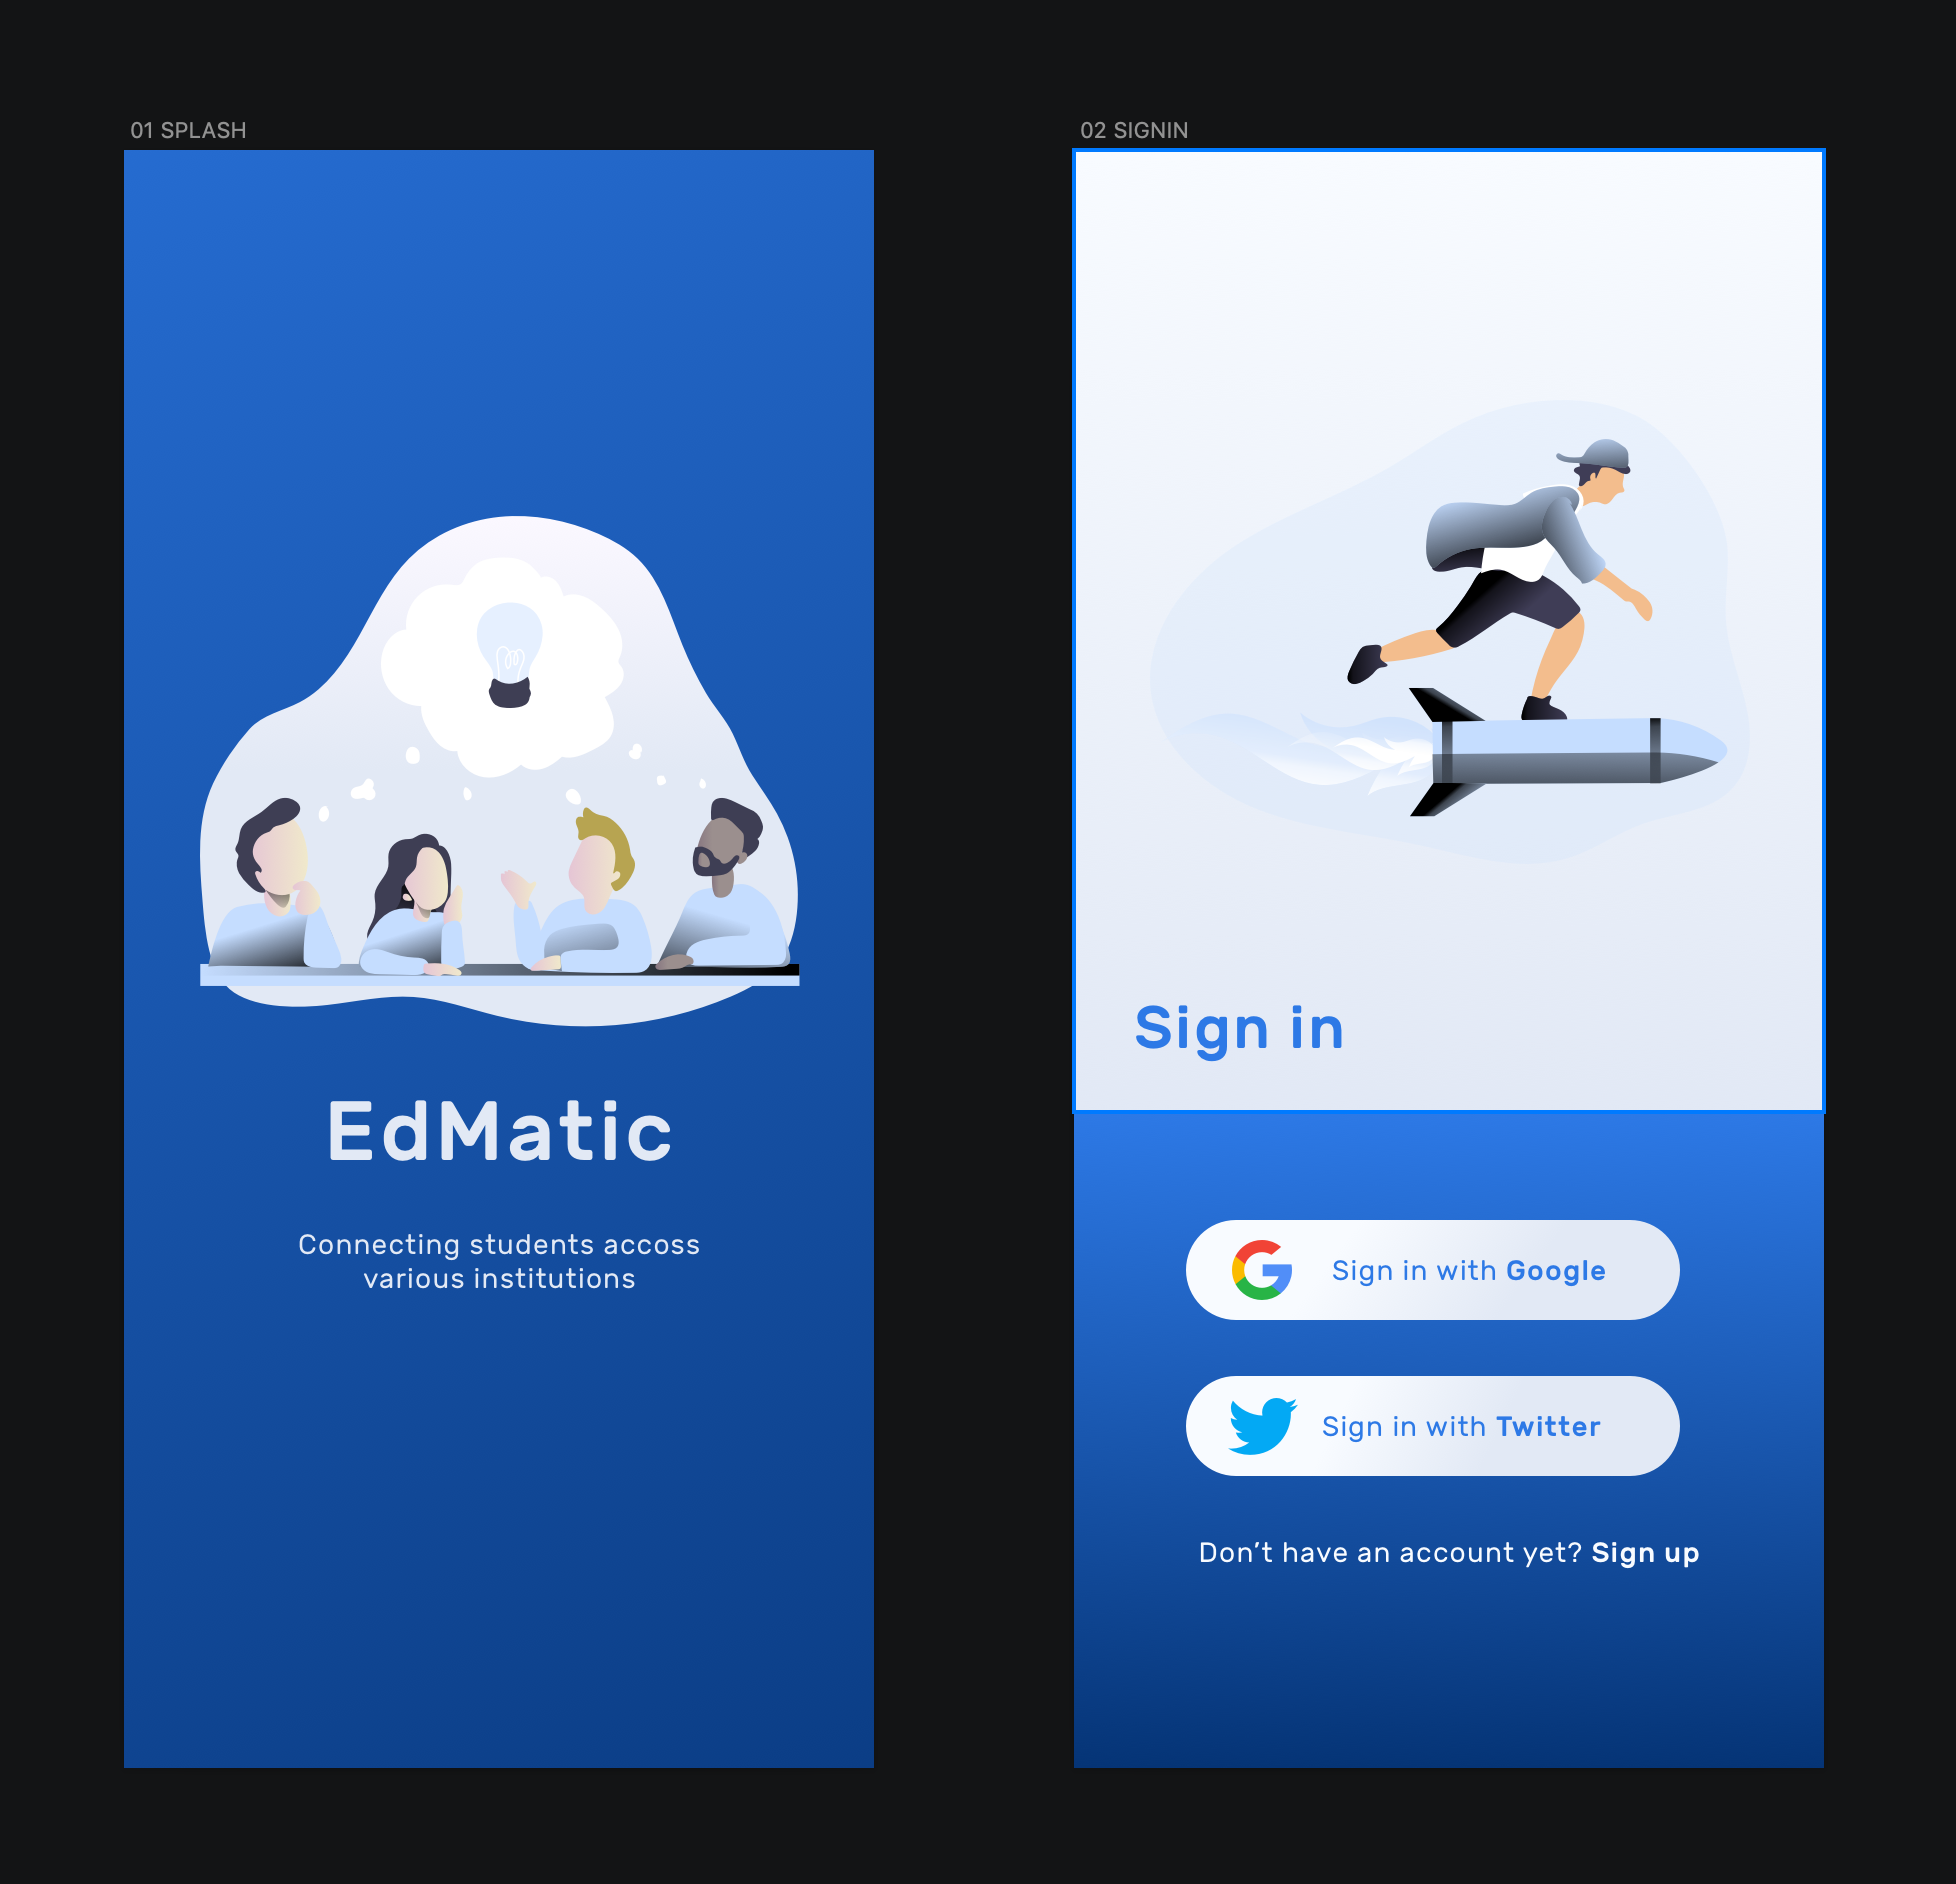 01 SPLASH
EdMatic
Connecting students accoss
various institutions
02 SIGNIN
Sign in
Sign in with Google
Sign in with Twitter
Don’t have an account yet? Sign up